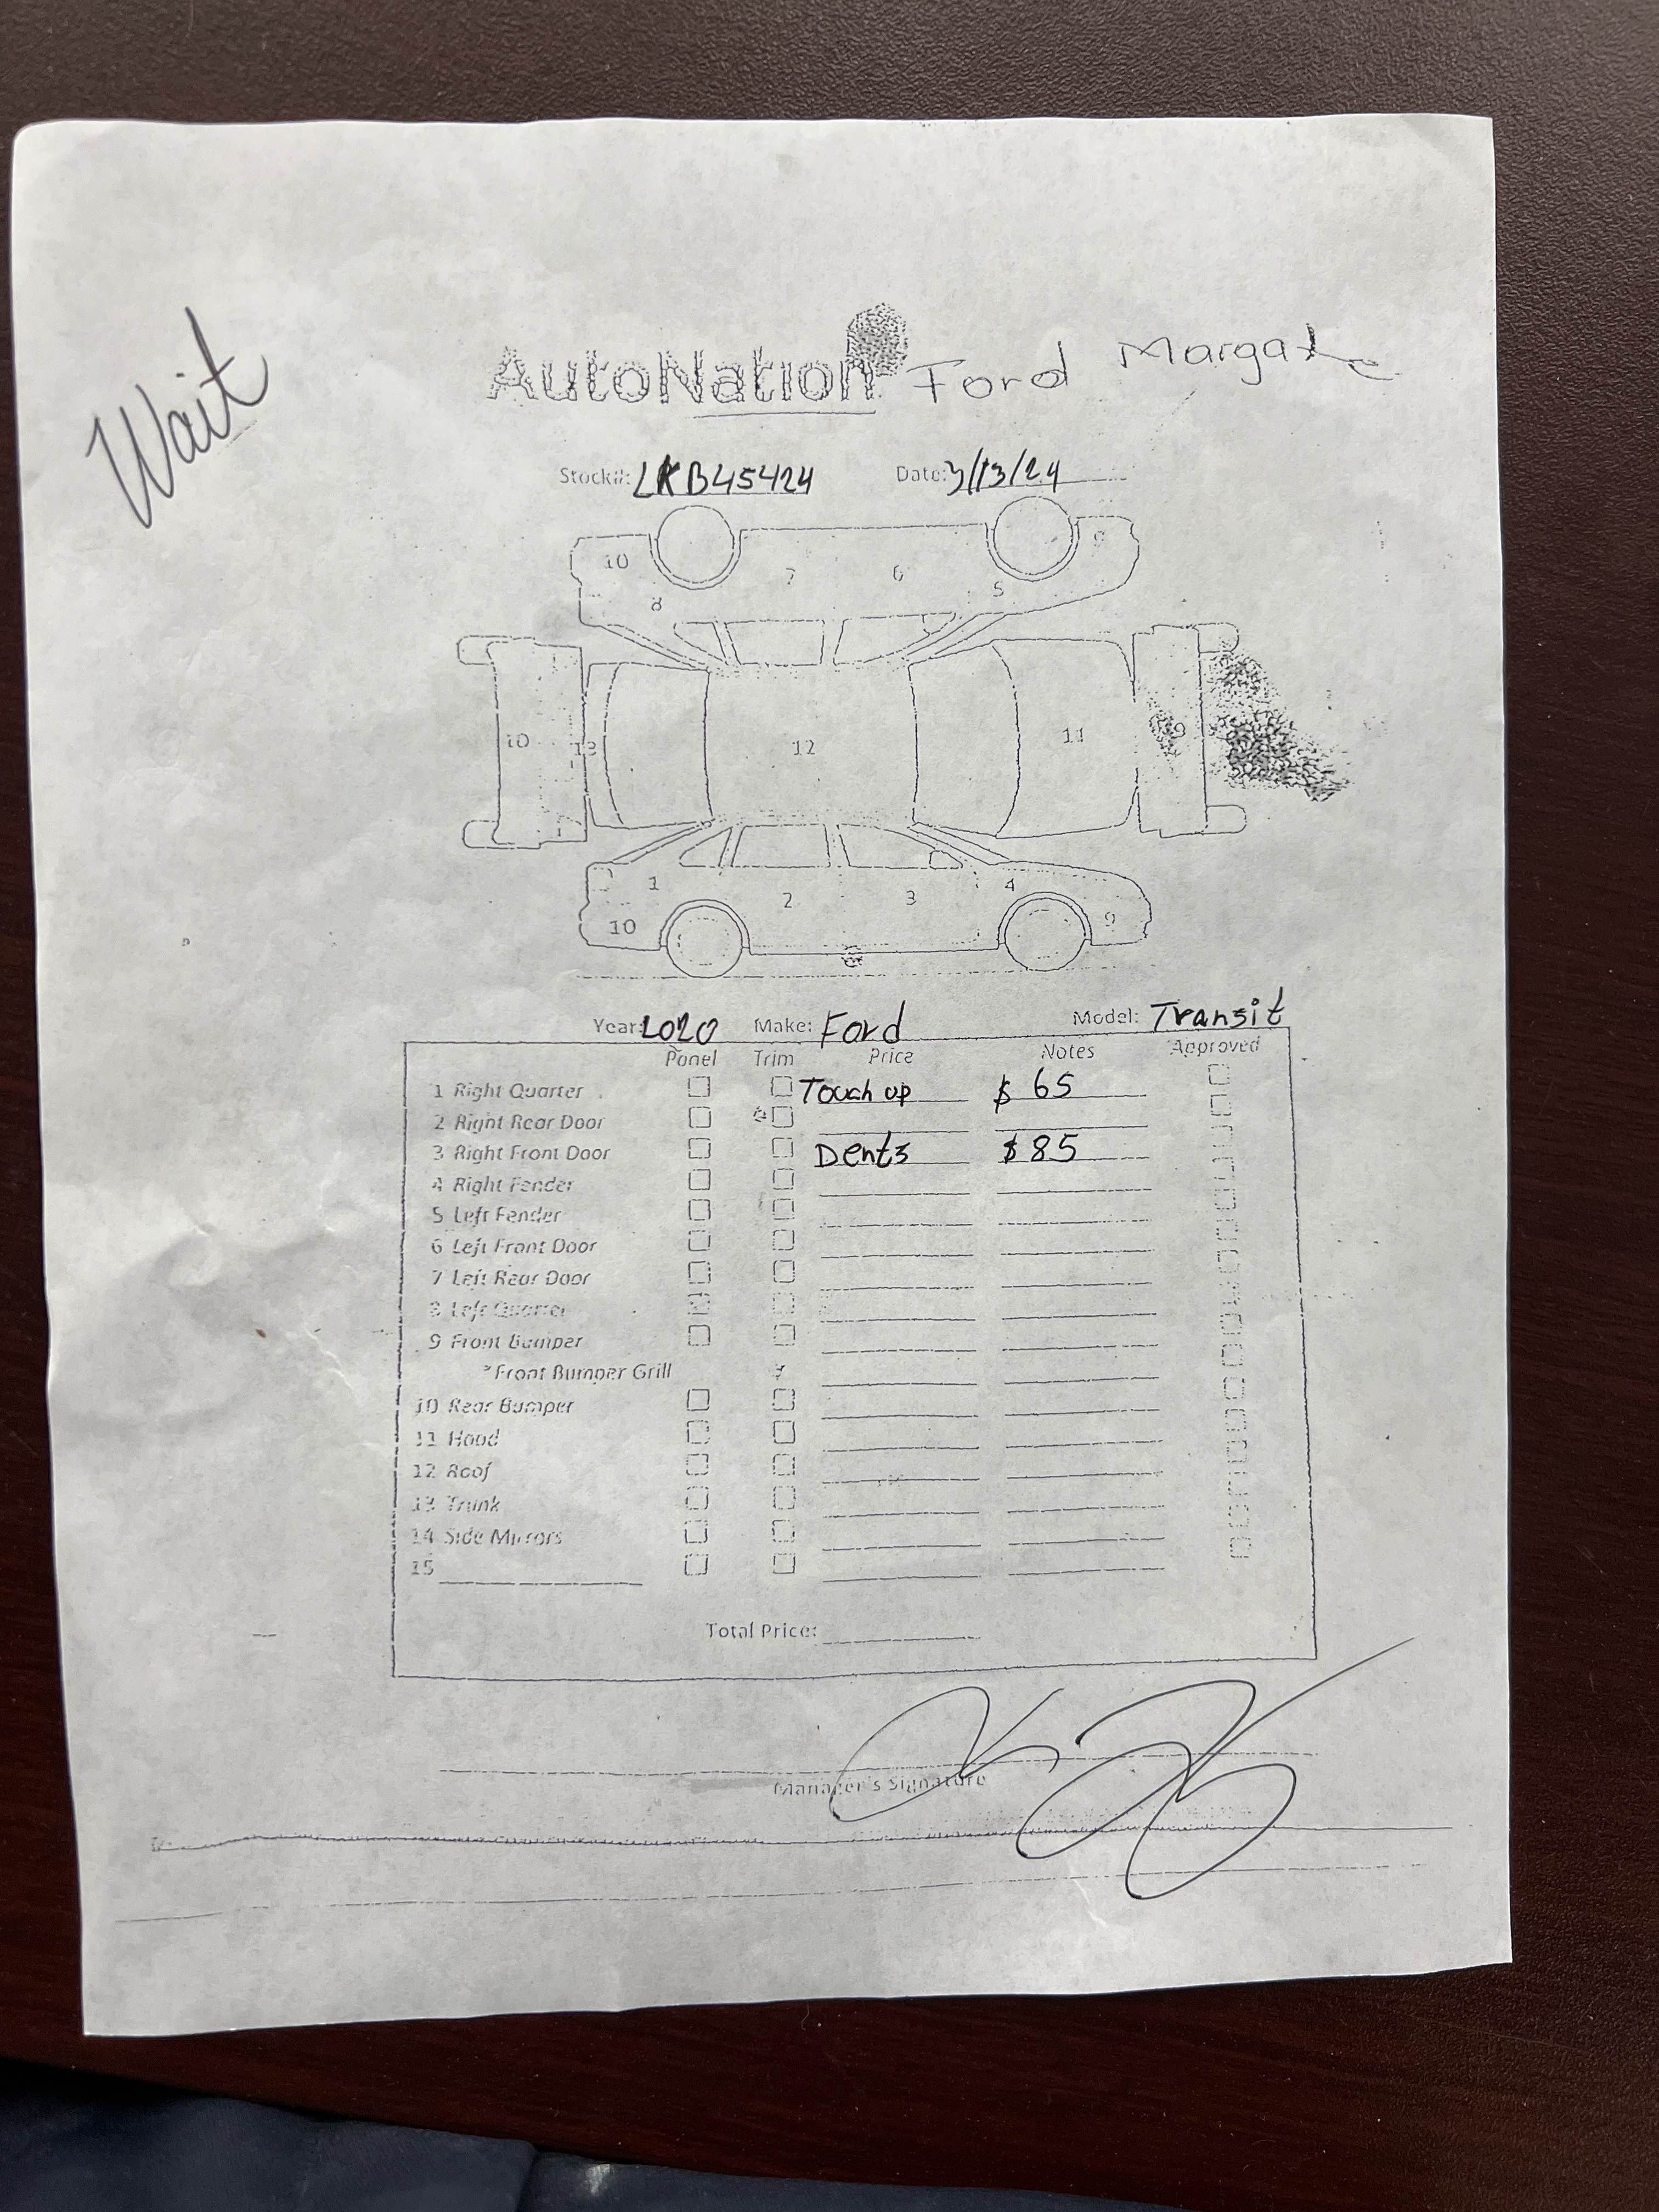 Wait
AutoNation Ford Margate
Stock#: LKB45424 Date: 3/13/24
10 7 6 9
8 5
10 13 12 11 9
1 2 3 4
10 9
Year: 2020 Make: Ford Model: Transit
Panel Trim Price Notes Approved
1 Right Quarter Touch up $ 65
2 Right Rear Door
3 Right Front Door Dents $ 85
4 Right Fender
5 Left Fender
6 Left Front Door
7 Left Rear Door
8 Left Quarter
9 Front Bumper
*Front Bumper Grill
10 Rear Bumper
11 Hood
12 Roof
13 Trunk
14 Side Mirrors
15
Total Price:
Manager's Signature